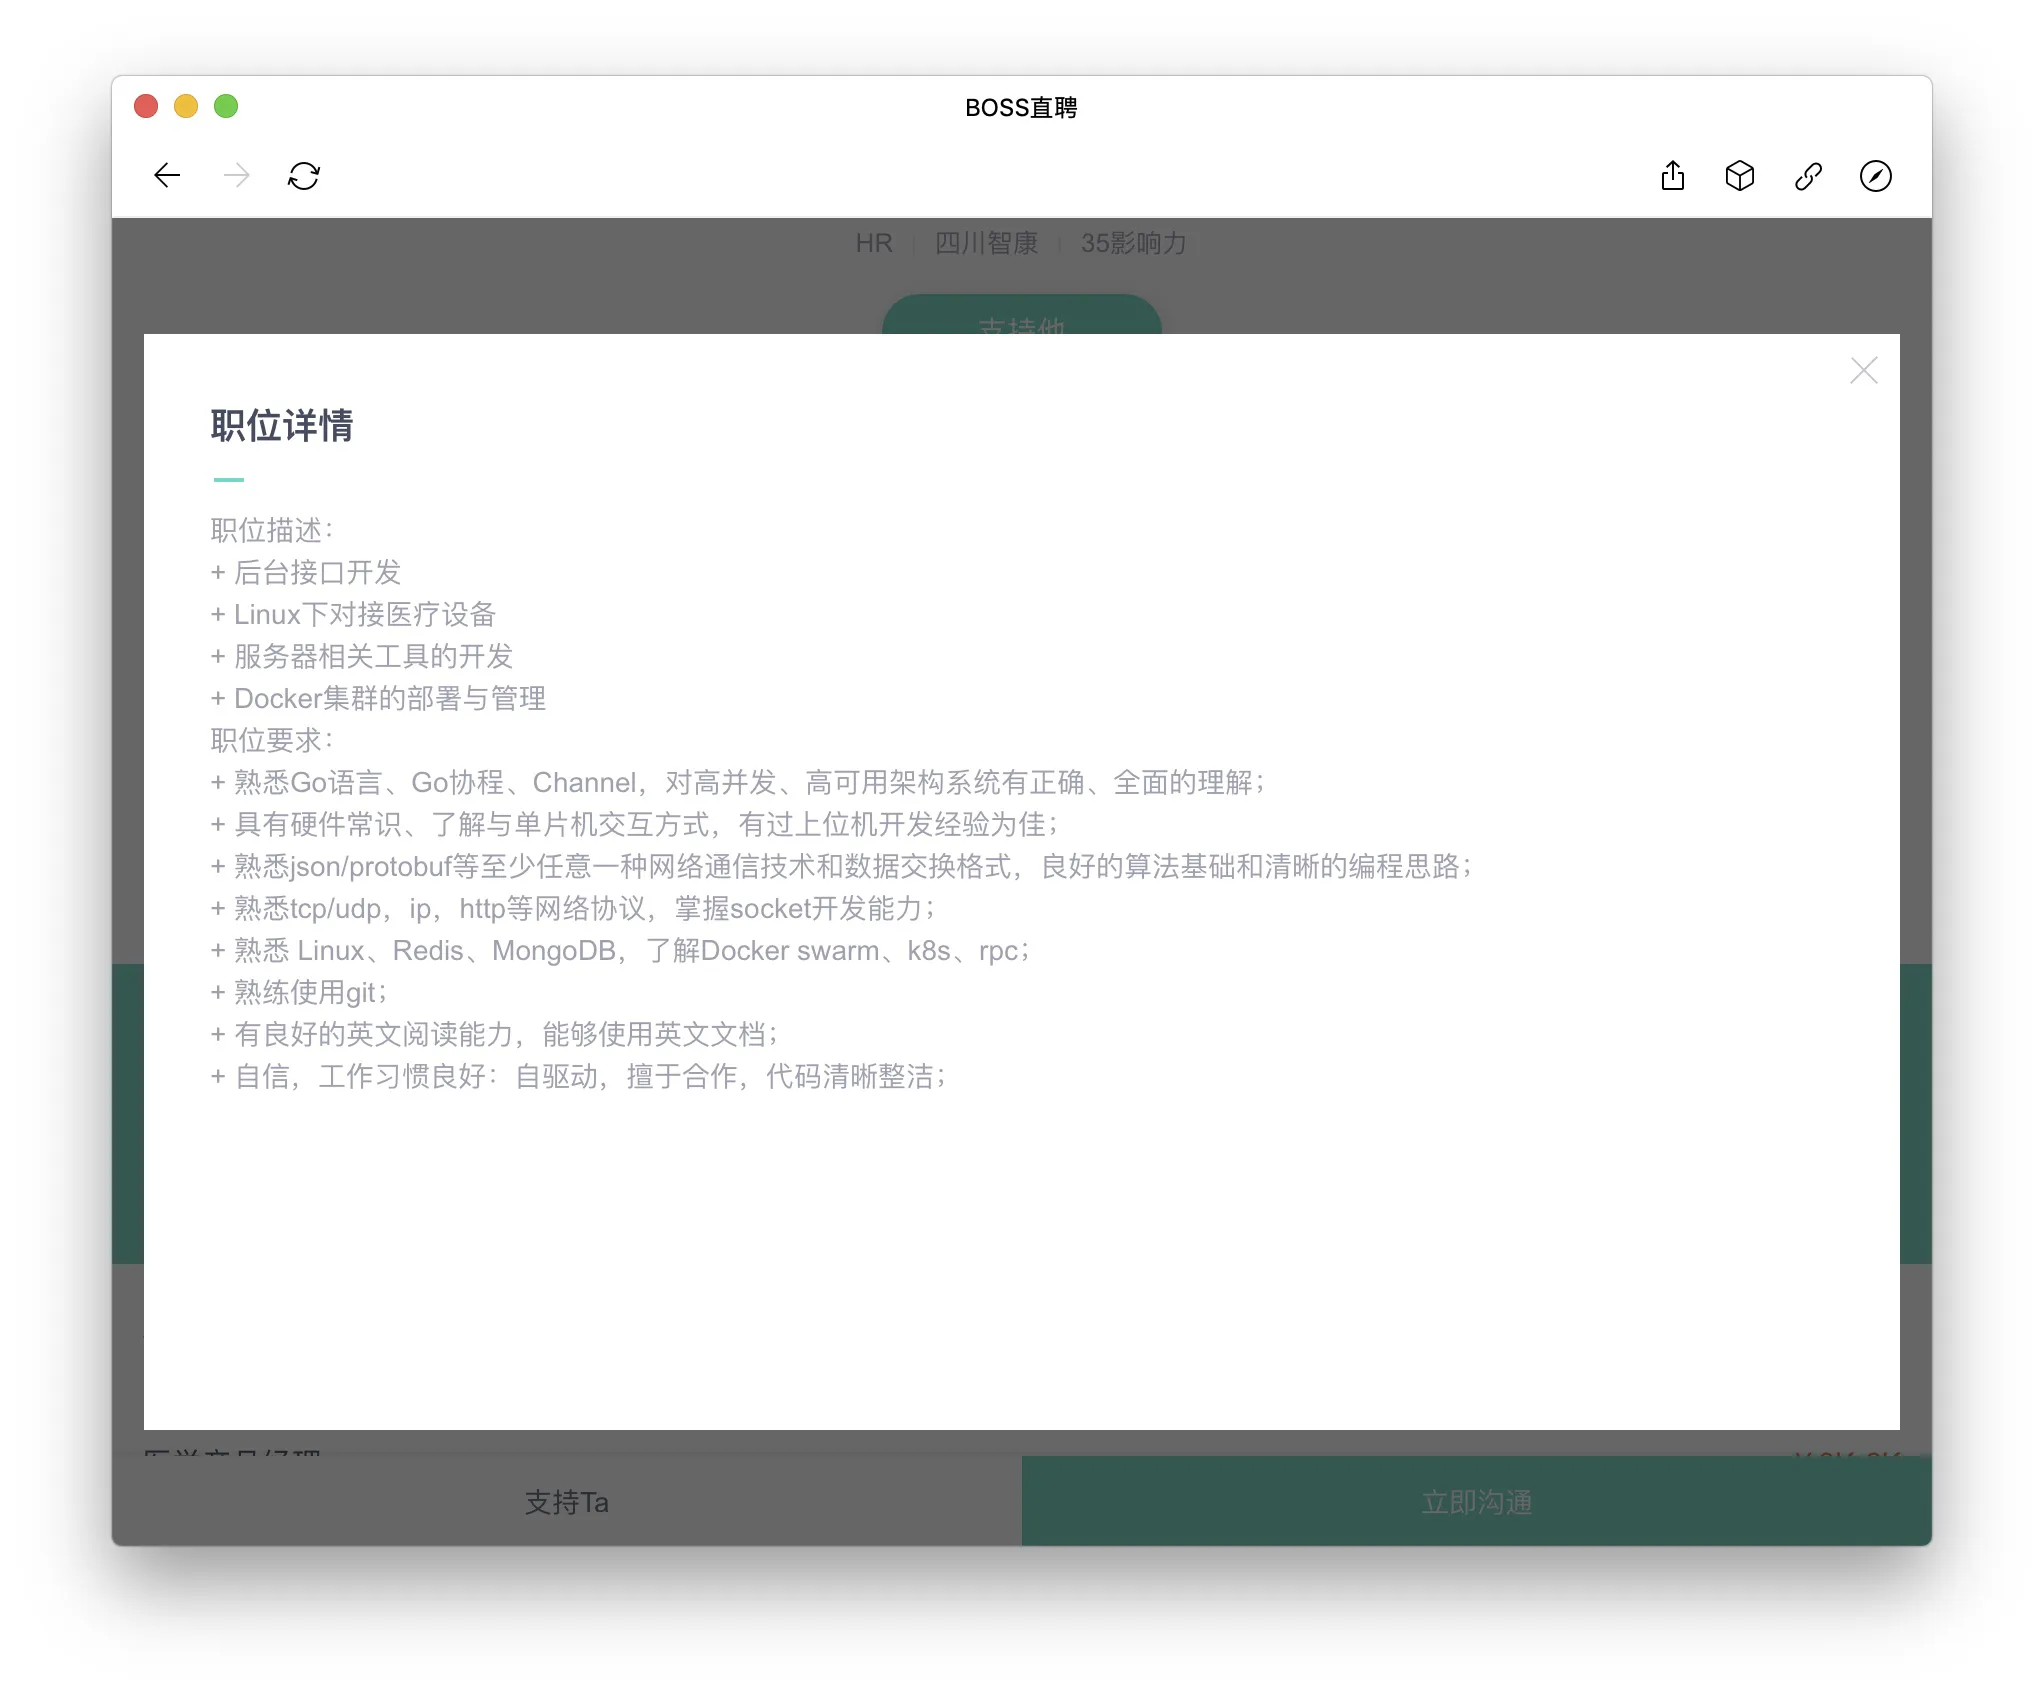 BOSS直聘
HR | 四川智康 | 35影响力
支持他
职位详情
职位描述：
+ 后台接口开发
+ Linux下对接医疗设备
+ 服务器相关工具的开发
+ Docker集群的部署与管理
职位要求：
+ 熟悉Go语言、Go协程、Channel，对高并发、高可用架构系统有正确、全面的理解；
+ 具有硬件常识、了解与单片机交互方式，有过上位机开发经验为佳；
+ 熟悉json/protobuf等至少任意一种网络通信技术和数据交换格式，良好的算法基础和清晰的编程思路；
+ 熟悉tcp/udp，ip，http等网络协议，掌握socket开发能力；
+ 熟悉 Linux、Redis、MongoDB，了解Docker swarm、k8s、rpc；
+ 熟练使用git；
+ 有良好的英文阅读能力，能够使用英文文档；
+ 自信，工作习惯良好：自驱动，擅于合作，代码清晰整洁；
支持Ta
立即沟通